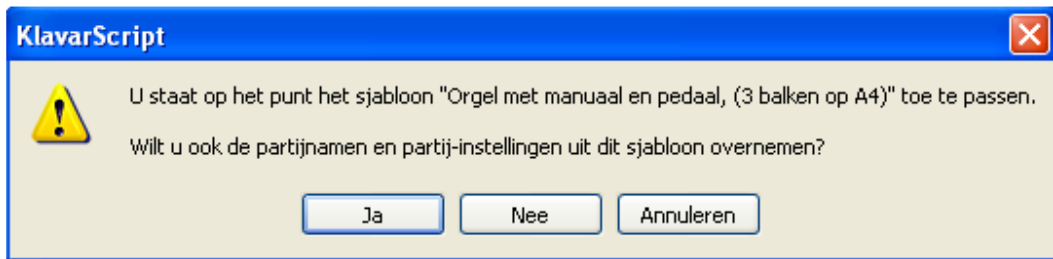 KlavarScript
U staat op het punt het sjabloon "Orgel met manuaal en pedaal, (3 balken op A4)" toe te passen.
Wilt u ook de partijnamen en partij-instellingen uit dit sjabloon overnemen?
Ja Nee Annuleren